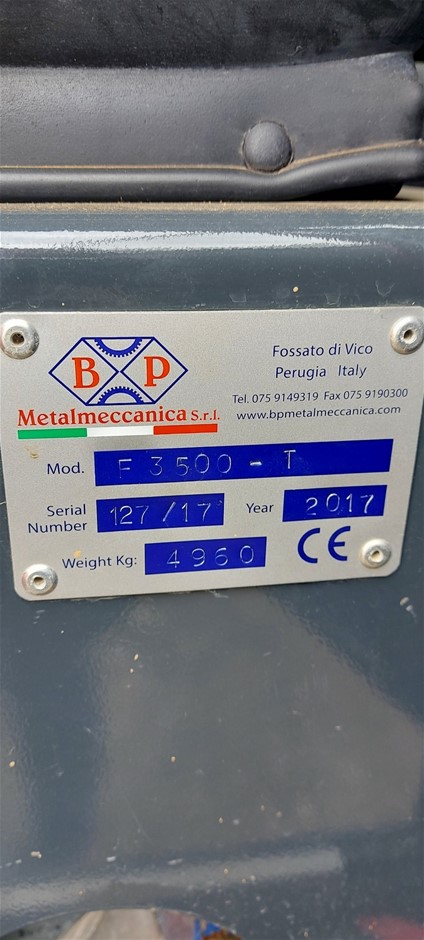 B P
Metalmeccanica S.r.l.
Fossato di Vico
Perugia Italy
Tel. 075 9149319 Fax 075 9190300
www.bpmetalmeccanica.com
Mod. F3500-T
Serial Number 127/17 Year 2017
Weight Kg: 4960 CE